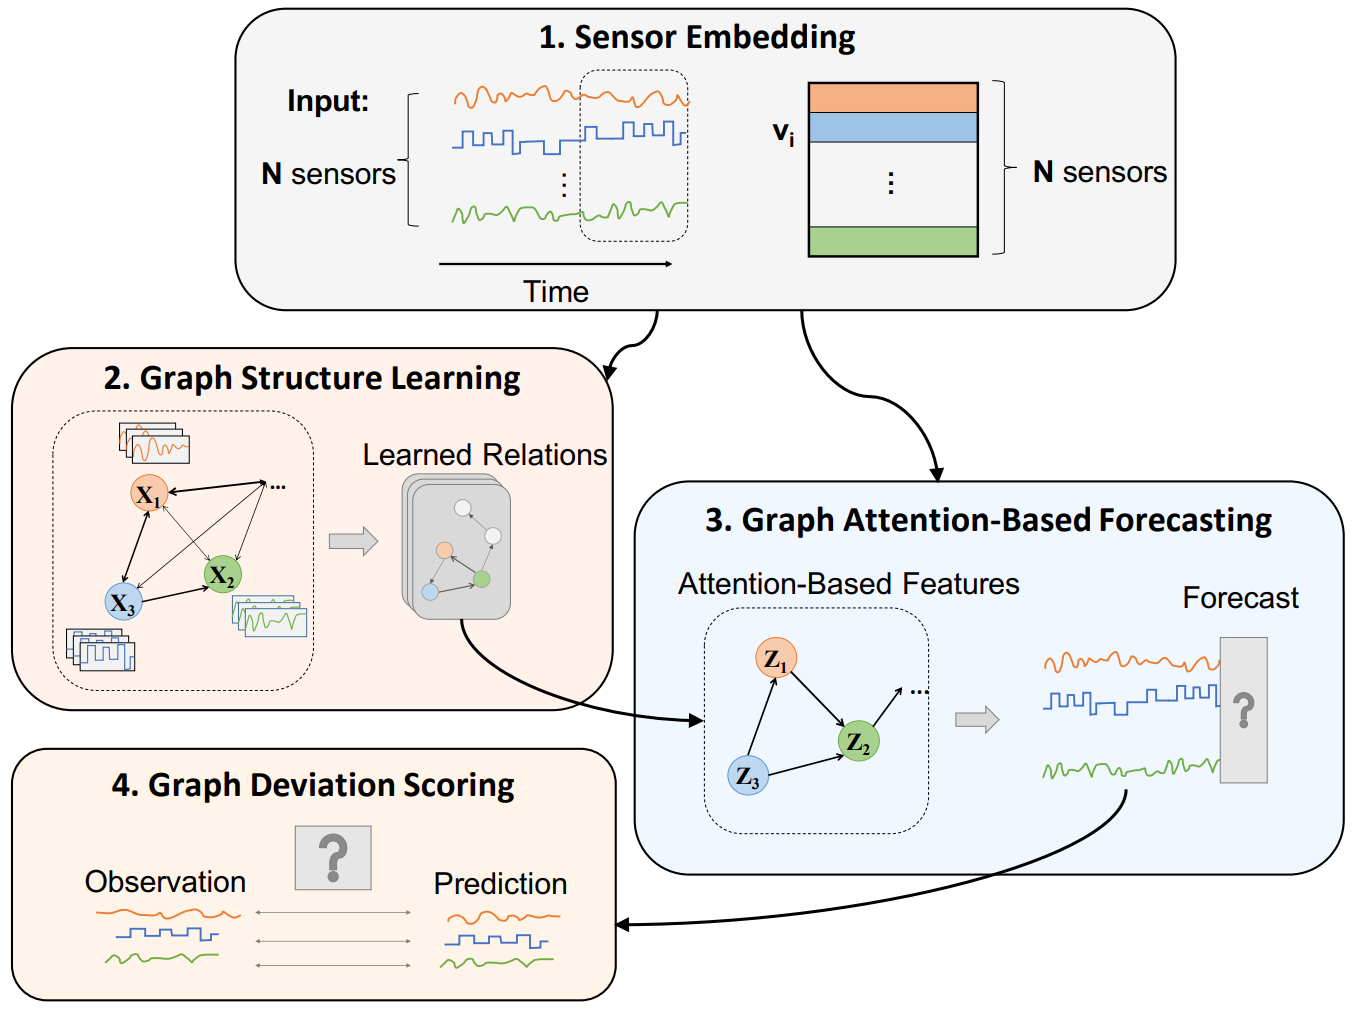 1. Sensor Embedding
Input:
N sensors
⋮
Time
vi
⋮
N sensors
2. Graph Structure Learning
Learned Relations
X1
...
X2
X3
3. Graph Attention-Based Forecasting
Attention-Based Features
Forecast
Z1
...
Z2
Z3
?
4. Graph Deviation Scoring
?
Observation
Prediction